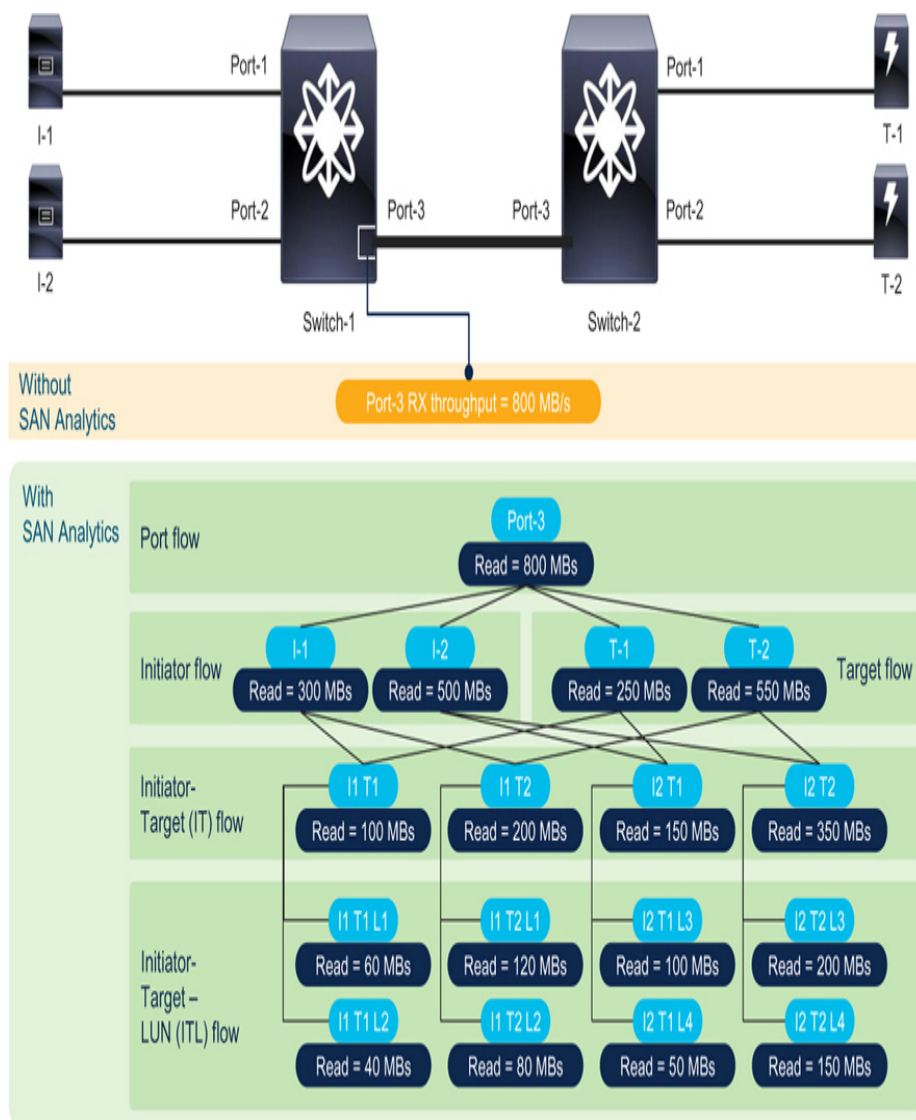 Port-1
Port-1
I-1
T-1
Port-2
Port-3
Port-3
Port-2
I-2
T-2
Switch-1
Switch-2
Without
SAN Analytics
Port-3 RX throughput = 800 MB/s
With
SAN Analytics
Port flow
Port-3
Read = 800 MBs
Initiator flow
I-1
Read = 300 MBs
I-2
Read = 500 MBs
T-1
Read = 250 MBs
T-2
Read = 550 MBs
Target flow
Initiator-
Target (IT) flow
I1 T1
Read = 100 MBs
I1 T2
Read = 200 MBs
I2 T1
Read = 150 MBs
I2 T2
Read = 350 MBs
Initiator-
Target –
LUN (ITL) flow
I1 T1 L1
Read = 60 MBs
I1 T2 L1
Read = 120 MBs
I2 T1 L3
Read = 100 MBs
I2 T2 L3
Read = 200 MBs
I1 T1 L2
Read = 40 MBs
I1 T2 L2
Read = 80 MBs
I2 T1 L4
Read = 50 MBs
I2 T2 L4
Read = 150 MBs